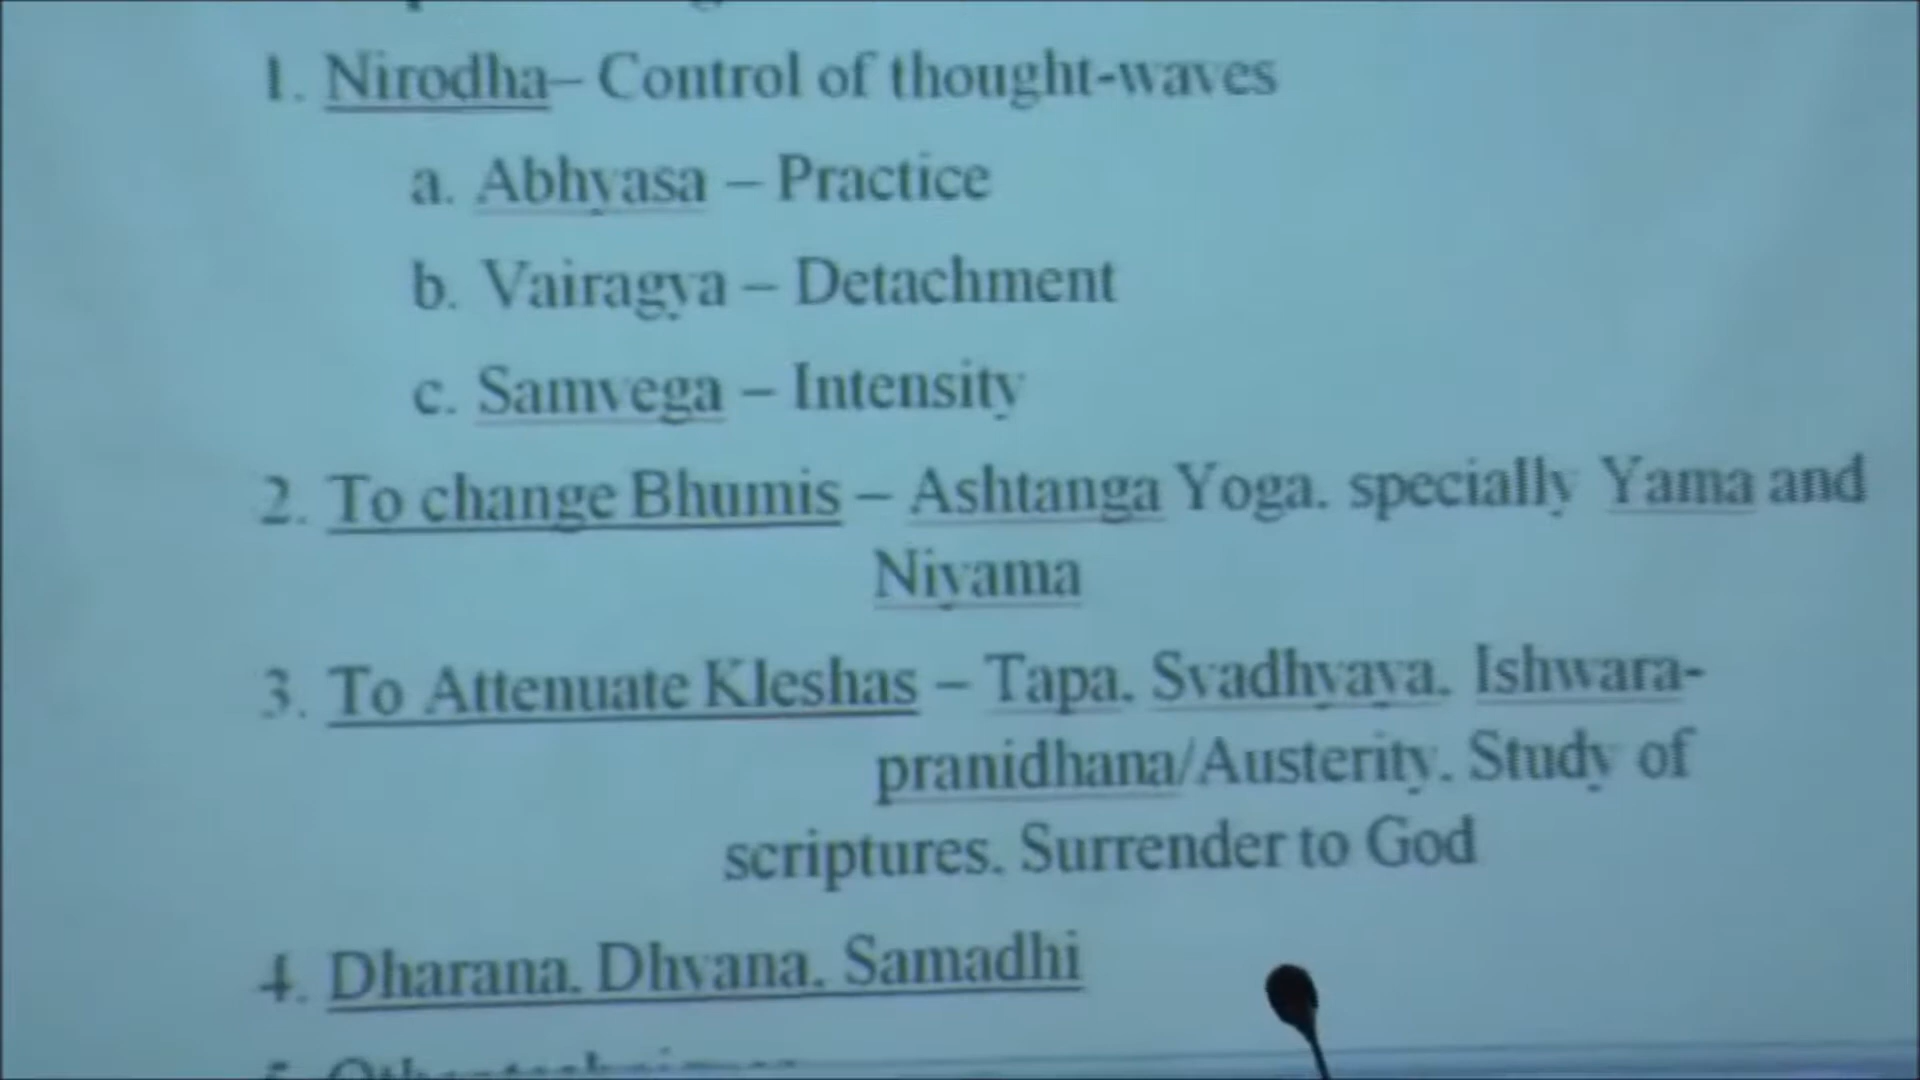 1. Nirodha– Control of thought-waves
a. Abhyasa – Practice
b. Vairagya – Detachment
c. Samvega – Intensity
2. To change Bhumis – Ashtanga Yoga, specially Yama and
Niyama
3. To Attenuate Kleshas – Tapa, Svadhyaya, Ishwara-
pranidhana/Austerity, Study of
scriptures, Surrender to God
4. Dharana, Dhyana, Samadhi